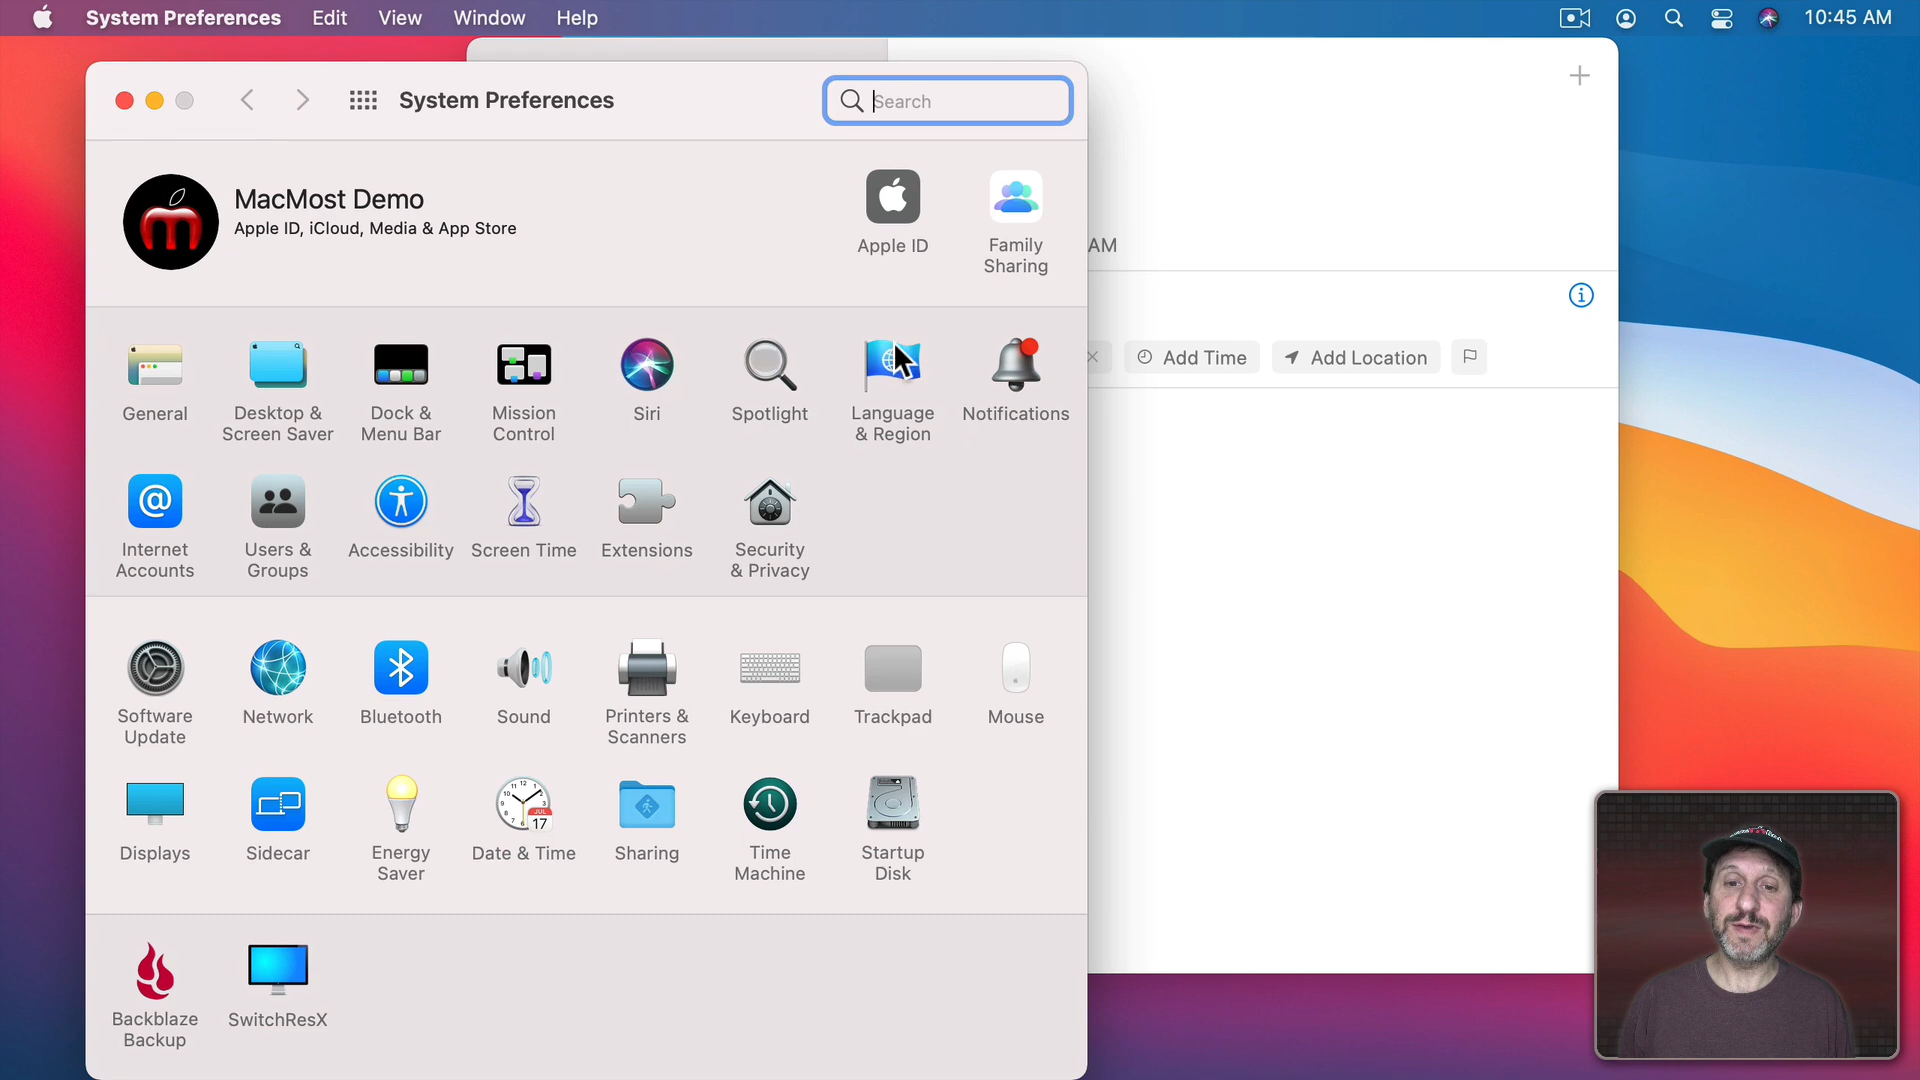 System Preferences Edit View Window Help 10:45 AM
System Preferences Search
MacMost Demo
Apple ID, iCloud, Media & App Store
Apple ID
Family
Sharing
AM
General
Desktop &
Screen Saver
Dock &
Menu Bar
Mission
Control
Siri
Spotlight
Language
& Region
Notifications
Add Time
Add Location
Internet
Accounts
Users &
Groups
Accessibility
Screen Time
Extensions
Security
& Privacy
Software
Update
Network
Bluetooth
Sound
Printers &
Scanners
Keyboard
Trackpad
Mouse
Displays
Sidecar
Energy
Saver
JUL
17
Date & Time
Sharing
Time
Machine
Startup
Disk
Backblaze
Backup
SwitchResX